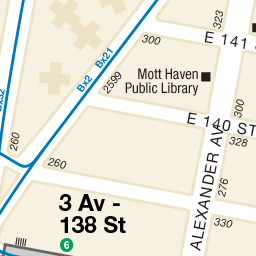 323
300
E 141
Bx21
Bx2
2599
Mott Haven
Public Library
Bx32
E 140 ST
328
260
260
ALEXANDER AV
276
330
3 Av -
138 St
6